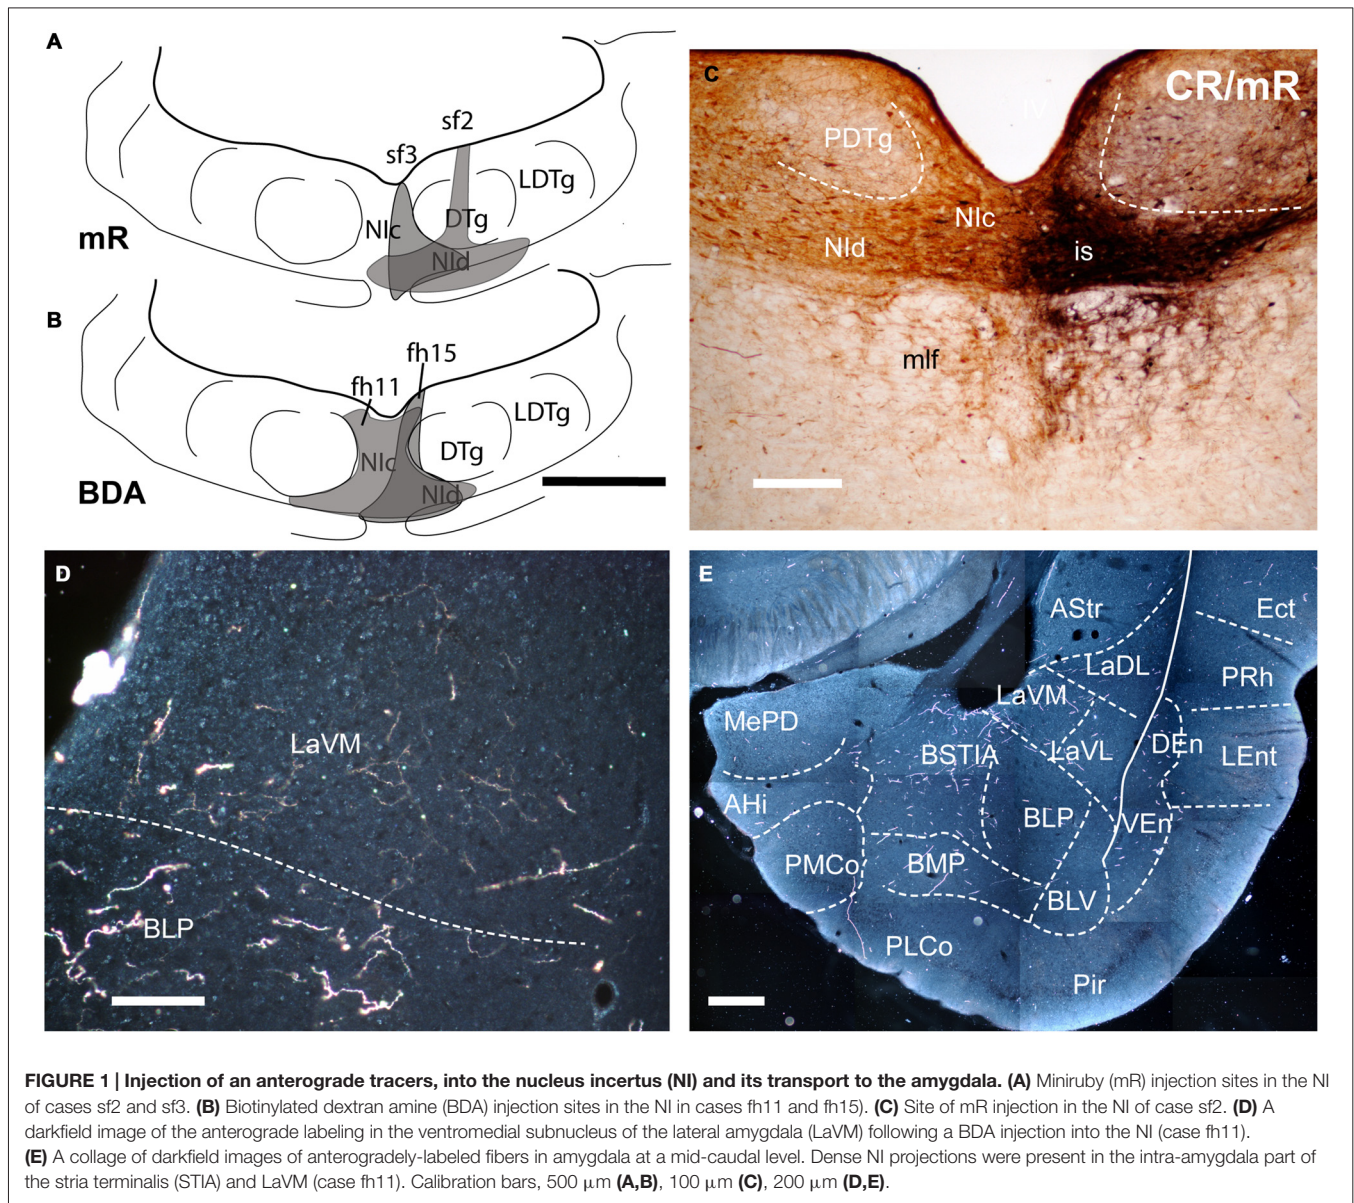 A
sf2
sf3
LDTg
NIc
DTg
mR
NId
B
fh15
fh11
LDTg
NIc
DTg
BDA
NId
C
CR/mR
IV
PDTg
NIc
NId
is
mlf
D
LaVM
BLP
E
AStr
Ect
LaDL
PRh
LaVM
MePD
DEn
BSTIA
LaVL
LEnt
AHi
BLP
VEn
PMCo
BMP
BLV
PLCo
Pir
FIGURE 1 | Injection of an anterograde tracers, into the nucleus incertus (NI) and its transport to the amygdala. (A) Miniruby (mR) injection sites in the NI
of cases sf2 and sf3. (B) Biotinylated dextran amine (BDA) injection sites in the NI in cases fh11 and fh15). (C) Site of mR injection in the NI of case sf2. (D) A
darkfield image of the anterograde labeling in the ventromedial subnucleus of the lateral amygdala (LaVM) following a BDA injection into the NI (case fh11).
(E) A collage of darkfield images of anterogradely-labeled fibers in amygdala at a mid-caudal level. Dense NI projections were present in the intra-amygdala part of
the stria terminalis (STIA) and LaVM (case fh11). Calibration bars, 500 μm (A,B), 100 μm (C), 200 μm (D,E).